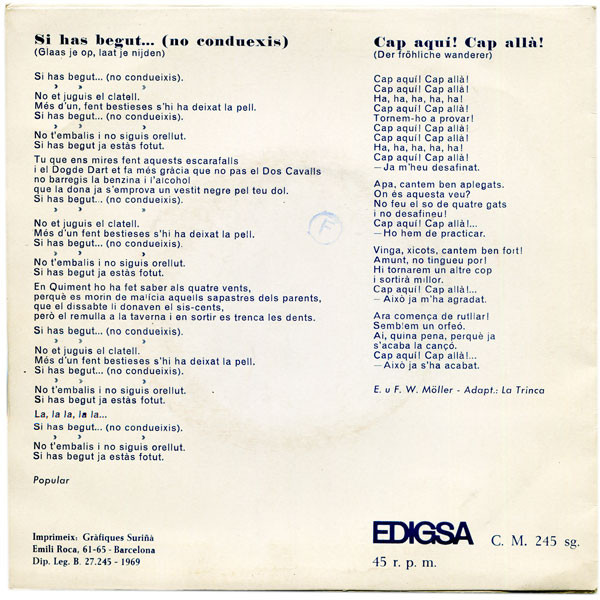 Si has begut... (no conduexis)
(Glaas je op, laat je nijden)
Si has begut... (no condueixis).
» » »
No et juguis el clatell.
Més d'un, fent bestieses s'hi ha deixat la pell.
Si has begut... (no condueixis).
» » »
No t'embalis i no siguis orellut.
Si has begut ja estàs fotut.
Tu que ens mires fent aquests escarafalls
i el Dogde Dart et fa més gràcia que no pas el Dos Cavalls
no barregis la benzina i l'alcohol
que la dona ja s'emprova un vestit negre pel teu dol.
Si has begut... (no condueixis).
» » »
No et juguis el clatell.
Més d'un, fent bestieses s'hi ha deixat la pell.
Si has begut... (no condueixis).
» » »
No t'embalis i no siguis orellut.
Si has begut ja estàs fotut.
En Quiment ho ha fet saber als quatre vents,
perquè es morin de malícia aquells sapastres dels parents,
que el dissabte li donaven el sis-cents,
però el remulla a la taverna i en sortir es trenca les dents.
Si has begut... (no condueixis).
» » »
No et juguis el clatell.
Més d'un, fent bestieses s'hi ha deixat la pell.
Si has begut... (no condueixis).
» » »
No t'embalis i no siguis orellut.
Si has begut ja estàs fotut.
La, la la, la la...
Si has begut... (no condueixis).
» » »
No t'embalis i no siguis orellut.
Si has begut ja estàs fotut.
Popular
Imprimeix: Gràfiques Suriñà
Emili Roca, 61-65 - Barcelona
Dip. Leg. B. 27.245 - 1969
Cap aquí! Cap allà!
(Der fröhliche wanderer)
Cap aquí! Cap allà!
Cap aquí! Cap allà!
Ha, ha, ha, ha, ha!
Cap aquí! Cap allà!
Tornem-ho a provar!
Cap aquí! Cap allà!
Cap aquí! Cap allà!
Ha, ha, ha, ha, ha!
Cap aquí! Cap allà!
—Ja m'heu desafinat.
Apa, cantem ben aplegats.
On és aquesta veu?
No feu el so de quatre gats
i no desafineu!
Cap aquí! Cap allà!...
—Ho hem de practicar.
Vinga, xicots, cantem ben fort!
Amunt, no tingueu por!
Hi tornarem un altre cop
i sortirà millor.
Cap aquí! Cap allà!...
—Això ja m'ha agradat.
Ara comença de rutllar!
Semblem un orfeó.
Ai, quina pena, perquè ja
s'acaba la cançó.
Cap aquí! Cap allà!...
—Això ja s'ha acabat.
E. u F. W. Möller - Adapt.: La Trinca
F
EDIGSA C. M. 245 sg.
45 r. p. m.